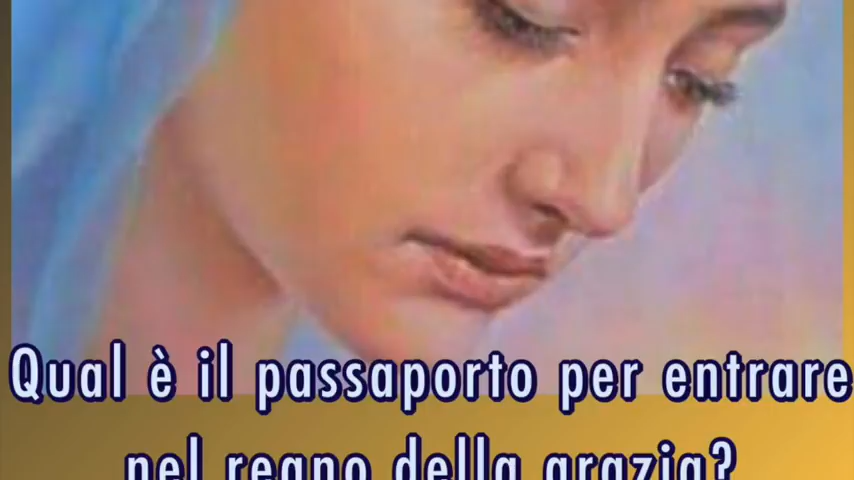 Qual è il passaporto per entrare
nel regno della grazia?